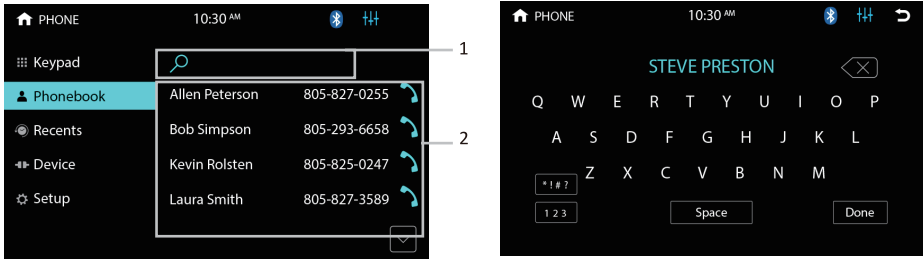 PHONE 10:30 AM
Keypad
Phonebook
Recents
Device
Setup
Allen Peterson 805-827-0255
Bob Simpson 805-293-6658
Kevin Rolsten 805-825-0247
Laura Smith 805-827-3589
1
2
PHONE 10:30 AM
STEVE PRESTON
Q W E R T Y U I O P
A S D F G H J K L
Z X C V B N M
*!#?
123 Space Done